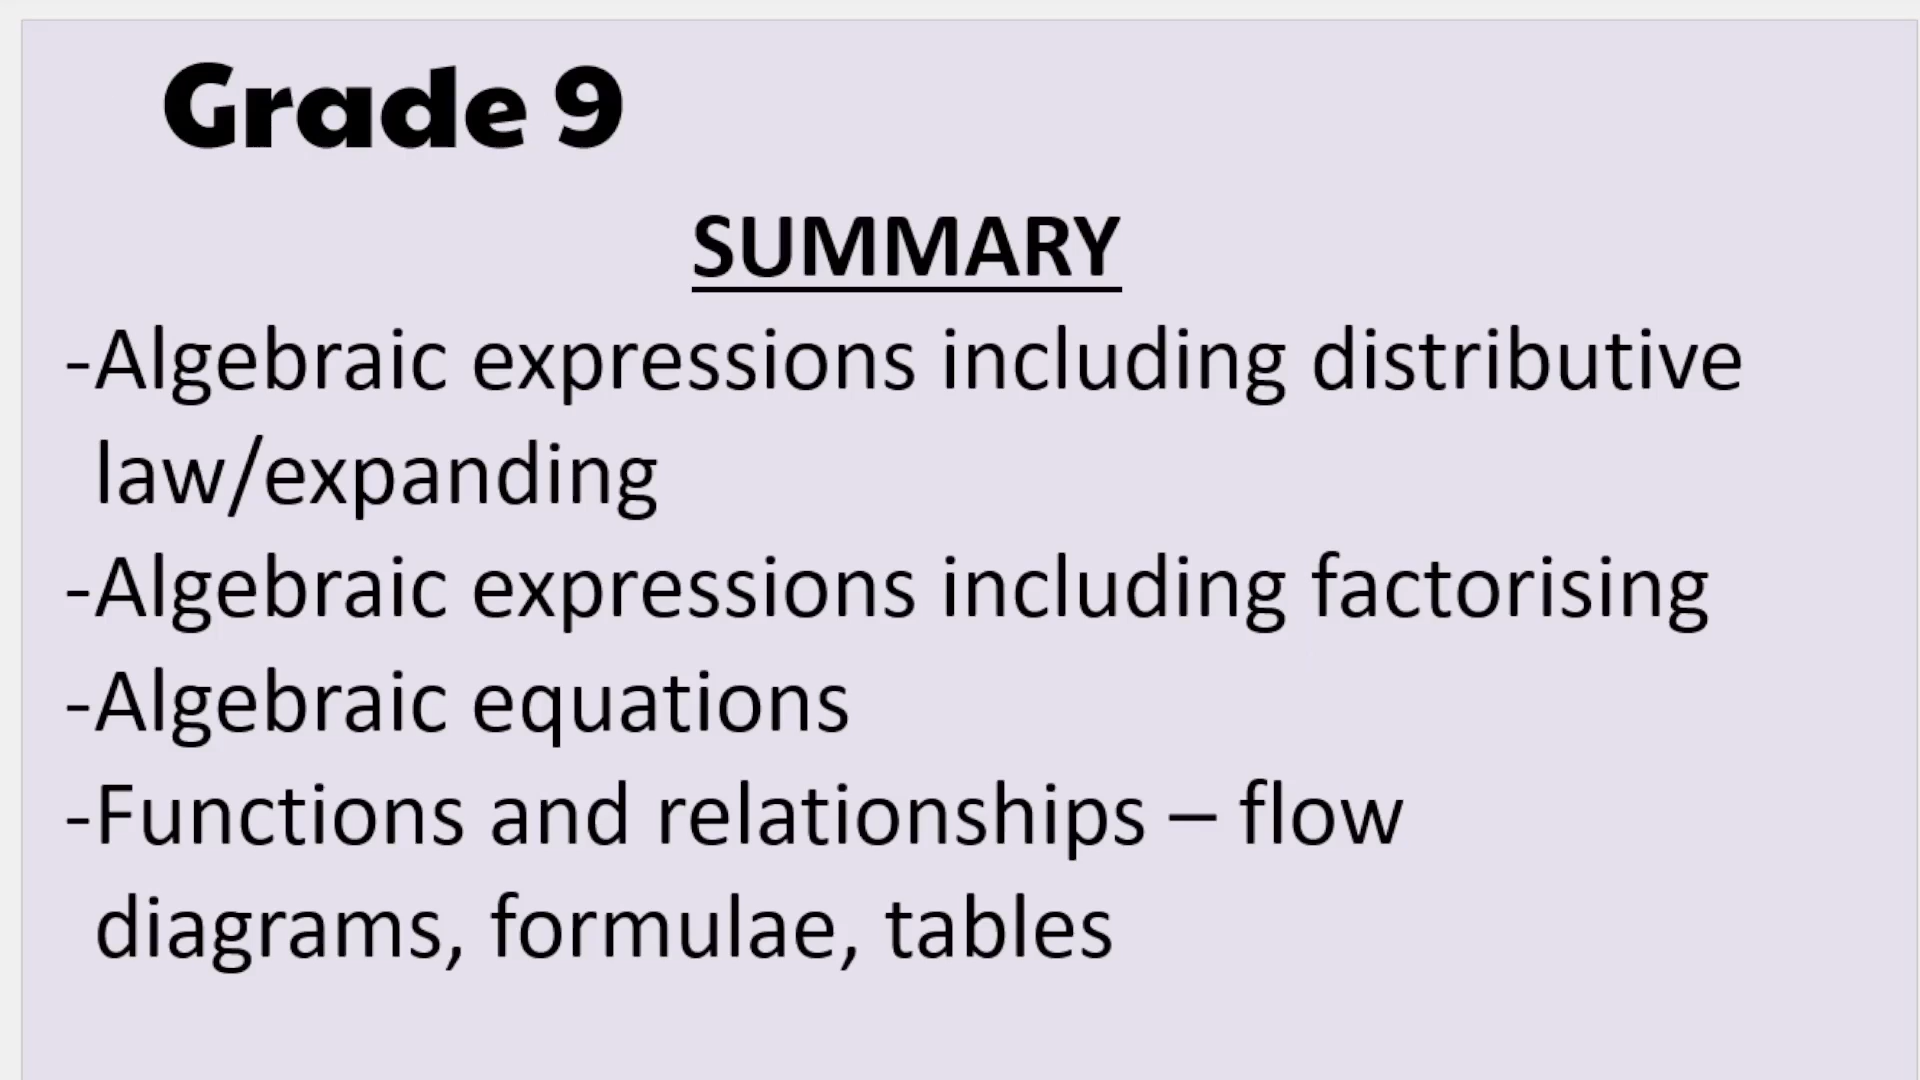 Grade 9
SUMMARY
-Algebraic expressions including distributive
law/expanding
-Algebraic expressions including factorising
-Algebraic equations
-Functions and relationships – flow
diagrams, formulae, tables